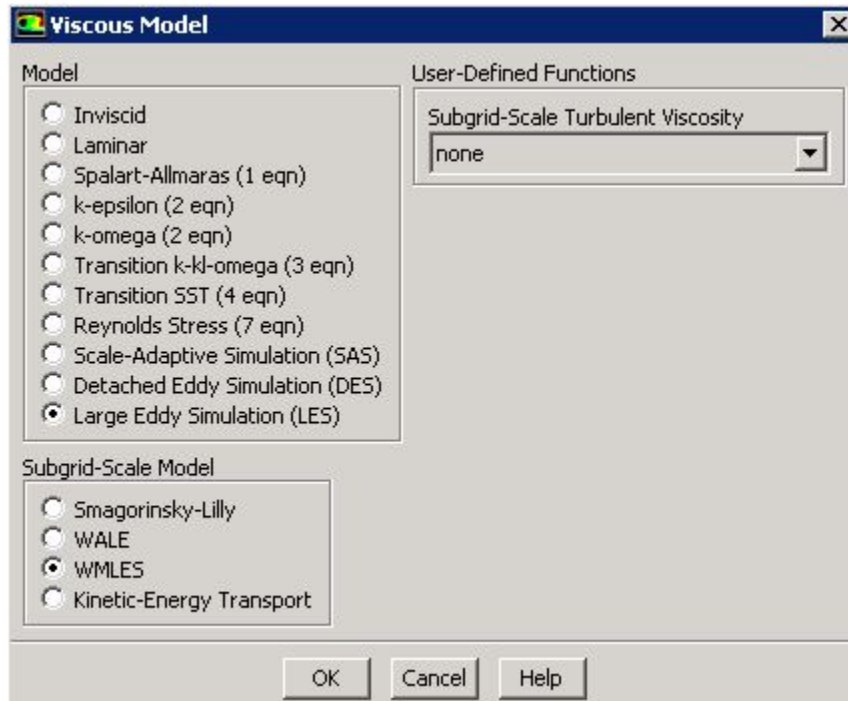 Viscous Model
Model
Inviscid
Laminar
Spalart-Allmaras (1 eqn)
k-epsilon (2 eqn)
k-omega (2 eqn)
Transition k-kl-omega (3 eqn)
Transition SST (4 eqn)
Reynolds Stress (7 eqn)
Scale-Adaptive Simulation (SAS)
Detached Eddy Simulation (DES)
Large Eddy Simulation (LES)
Subgrid-Scale Model
Smagorinsky-Lilly
WALE
WMLES
Kinetic-Energy Transport
User-Defined Functions
Subgrid-Scale Turbulent Viscosity
none
OK Cancel Help